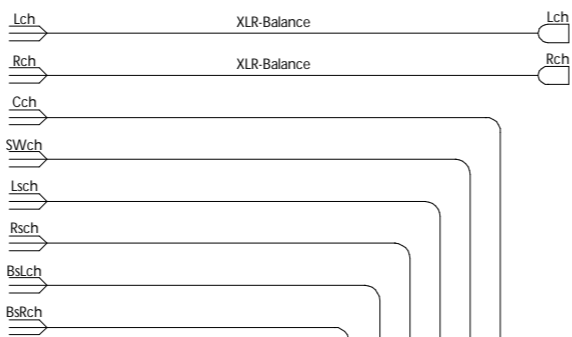 Lch XLR-Balance Lch
Rch XLR-Balance Rch
Cch
SWch
Lsch
Rsch
BsLch
BsRch